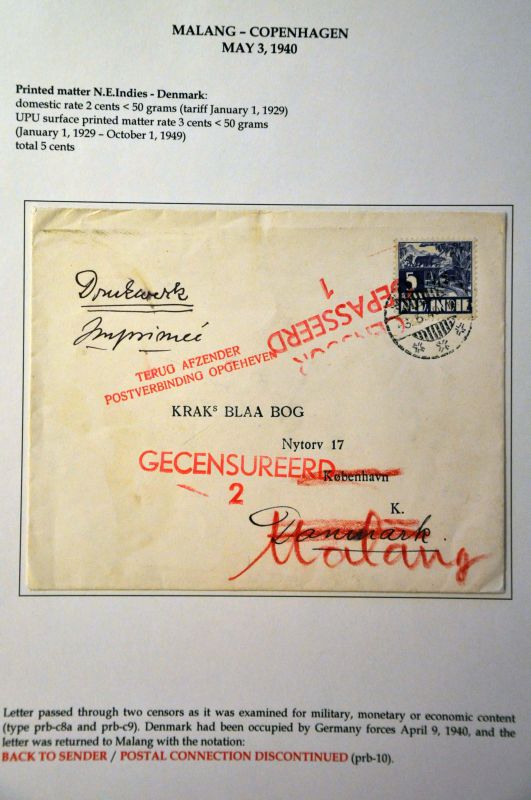 MALANG – COPENHAGEN
MAY 3, 1940
Printed matter N.E.Indies - Denmark:
domestic rate 2 cents < 50 grams (tariff January 1, 1929)
UPU surface printed matter rate 3 cents < 50 grams
(January 1, 1929 – October 1, 1949)
total 5 cents
Drukwerk
Imprimeé
5
NED. INDIE
CENSUUR
GEPASSEERD
1
TERUG AFZENDER
POSTVERBINDING OPGEHEVEN
KRAKs BLAA BOG
Nytorv 17
GECENSUREERD
København
2
K.
Danmark.
Malang
Letter passed through two censors as it was examined for military, monetary or economic content
(type prb-c8a and prb-c9). Denmark had been occupied by Germany forces April 9, 1940, and the
letter was returned to Malang with the notation:
BACK TO SENDER / POSTAL CONNECTION DISCONTINUED (prb-10).